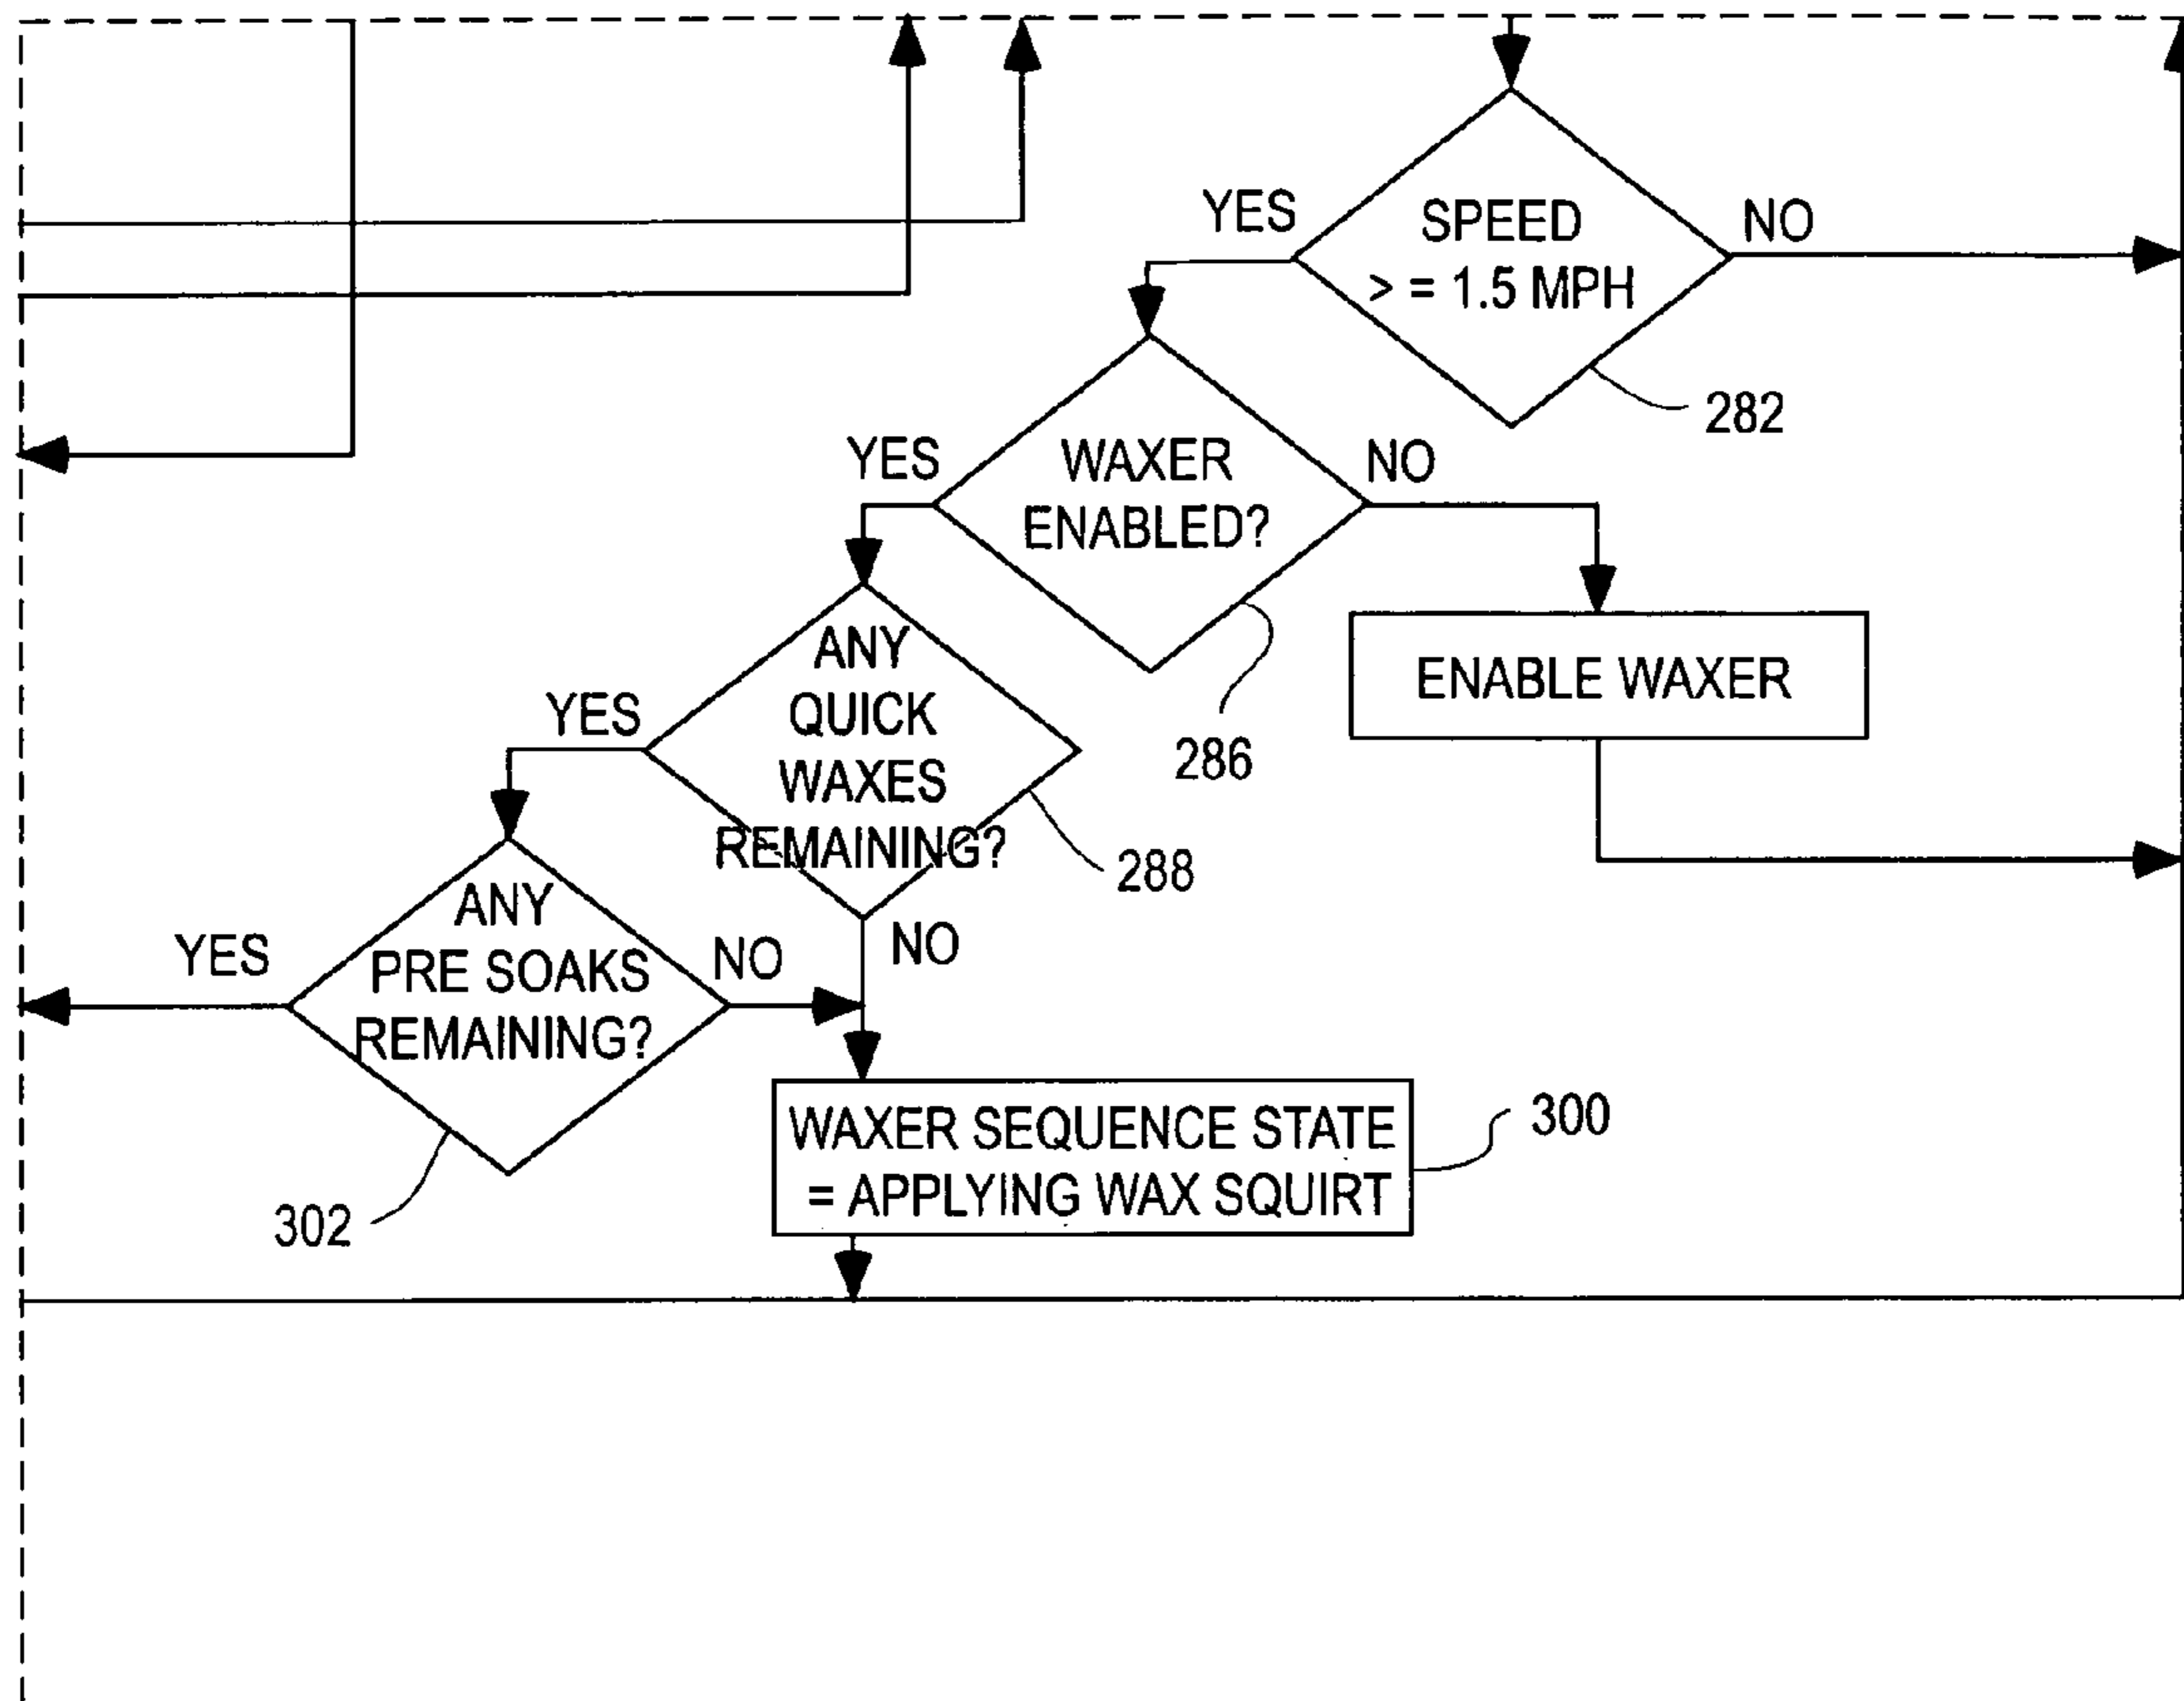 YES
SPEED
> = 1.5 MPH
NO
282
YES
WAXER
ENABLED?
NO
286
ENABLE WAXER
YES
ANY
QUICK
WAXES
REMAINING?
288
NO
YES
ANY
PRE SOAKS
REMAINING?
NO
302
WAXER SEQUENCE STATE
= APPLYING WAX SQUIRT
300